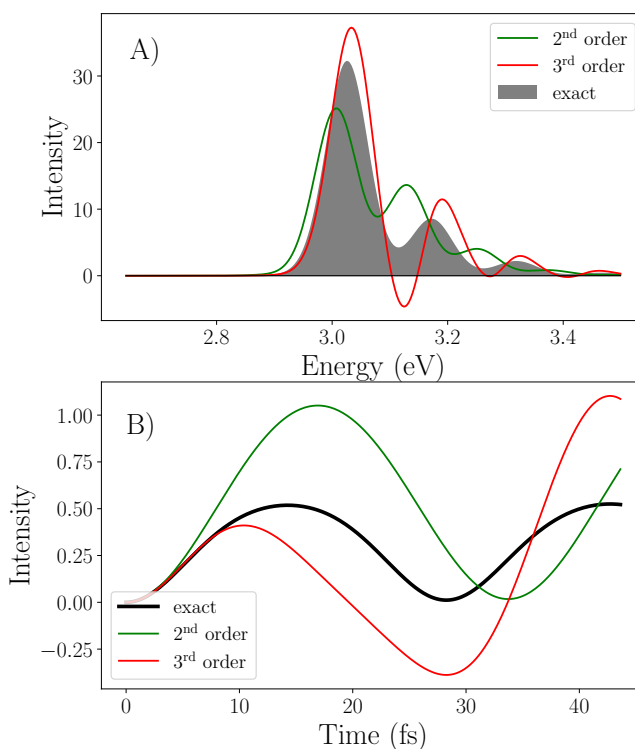 A)
2nd order
3rd order
exact
Intensity
30
20
10
0
2.8 3.0 3.2 3.4
Energy (eV)
B)
1.00
0.75
0.50
0.25
0.00
−0.25
Intensity
exact
2nd order
3rd order
0 10 20 30 40
Time (fs)